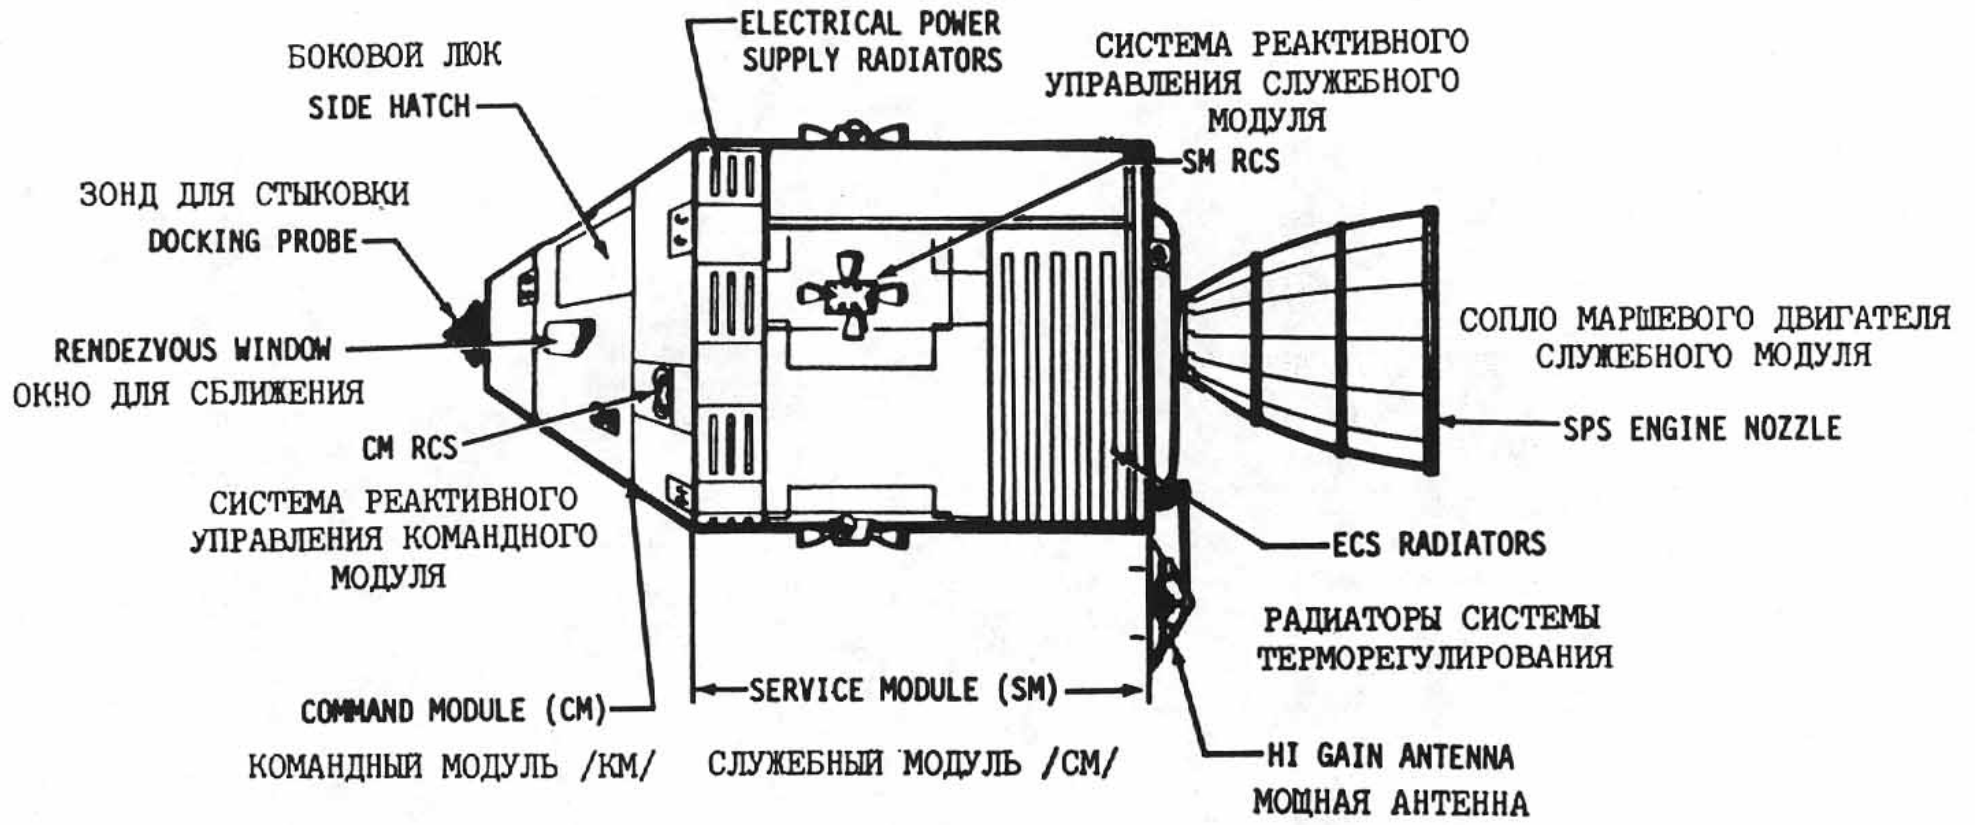 ELECTRICAL POWER
SUPPLY RADIATORS
СИСТЕМА РЕАКТИВНОГО
УПРАВЛЕНИЯ СЛУЖЕБНОГО
МОДУЛЯ
SM RCS
БОКОВОЙ ЛЮК
SIDE HATCH
ЗОНД ДЛЯ СТЫКОВКИ
DOCKING PROBE
RENDEZVOUS WINDOW
ОКНО ДЛЯ СБЛИЖЕНИЯ
CM RCS
СИСТЕМА РЕАКТИВНОГО
УПРАВЛЕНИЯ КОМАНДНОГО
МОДУЛЯ
СОПЛО МАРШЕВОГО ДВИГАТЕЛЯ
СЛУЖЕБНОГО МОДУЛЯ
SPS ENGINE NOZZLE
ECS RADIATORS
РАДИАТОРЫ СИСТЕМЫ
ТЕРМОРЕГУЛИРОВАНИЯ
COMMAND MODULE (CM)
КОМАНДНЫЙ МОДУЛЬ /КМ/
SERVICE MODULE (SM)
СЛУЖЕБНЫЙ МОДУЛЬ /СМ/
HI GAIN ANTENNA
МОЩНАЯ АНТЕННА